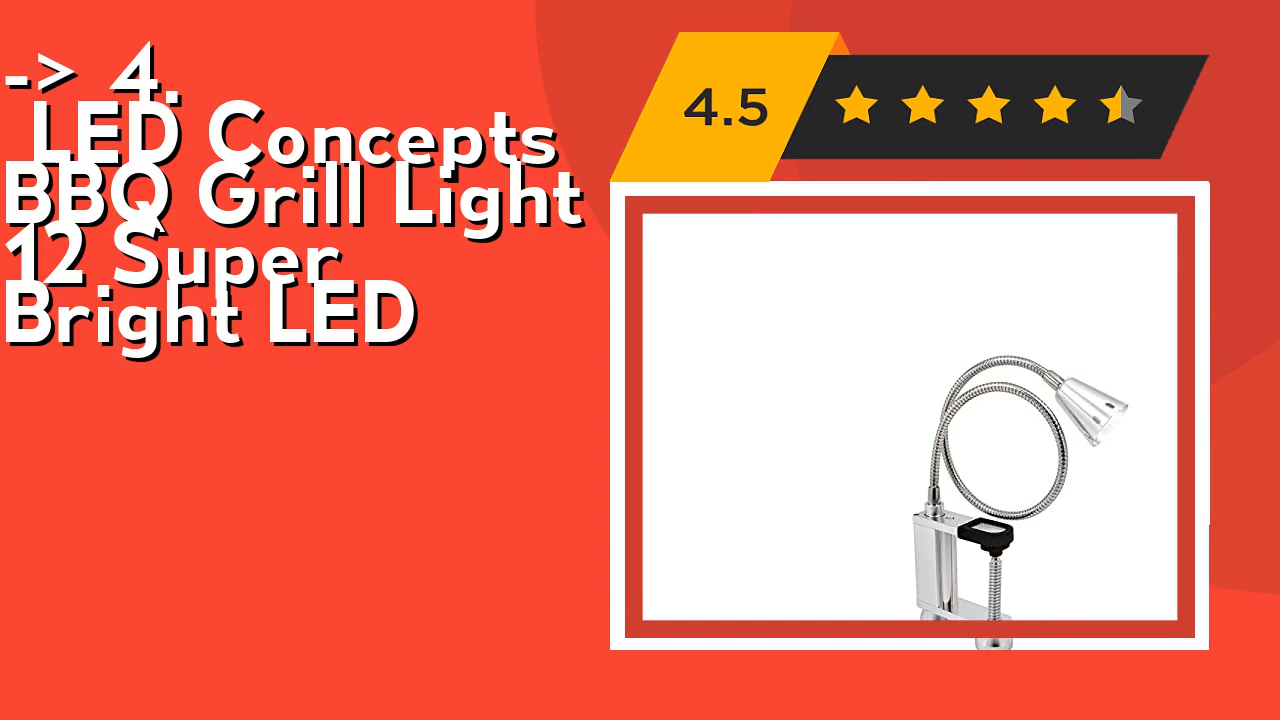 -> 4.
LED Concepts
BBQ Grill Light
12 Super
Bright LED
4.5